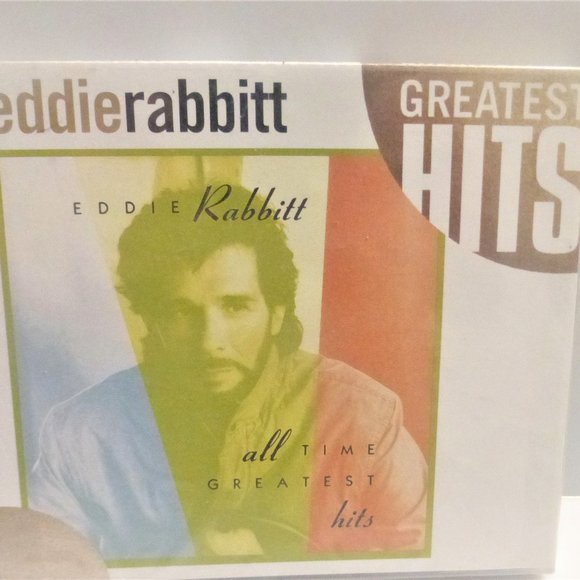 eddierabbitt
GREATEST
HITS
EDDIE Rabbitt
all TIME
GREATEST
hits